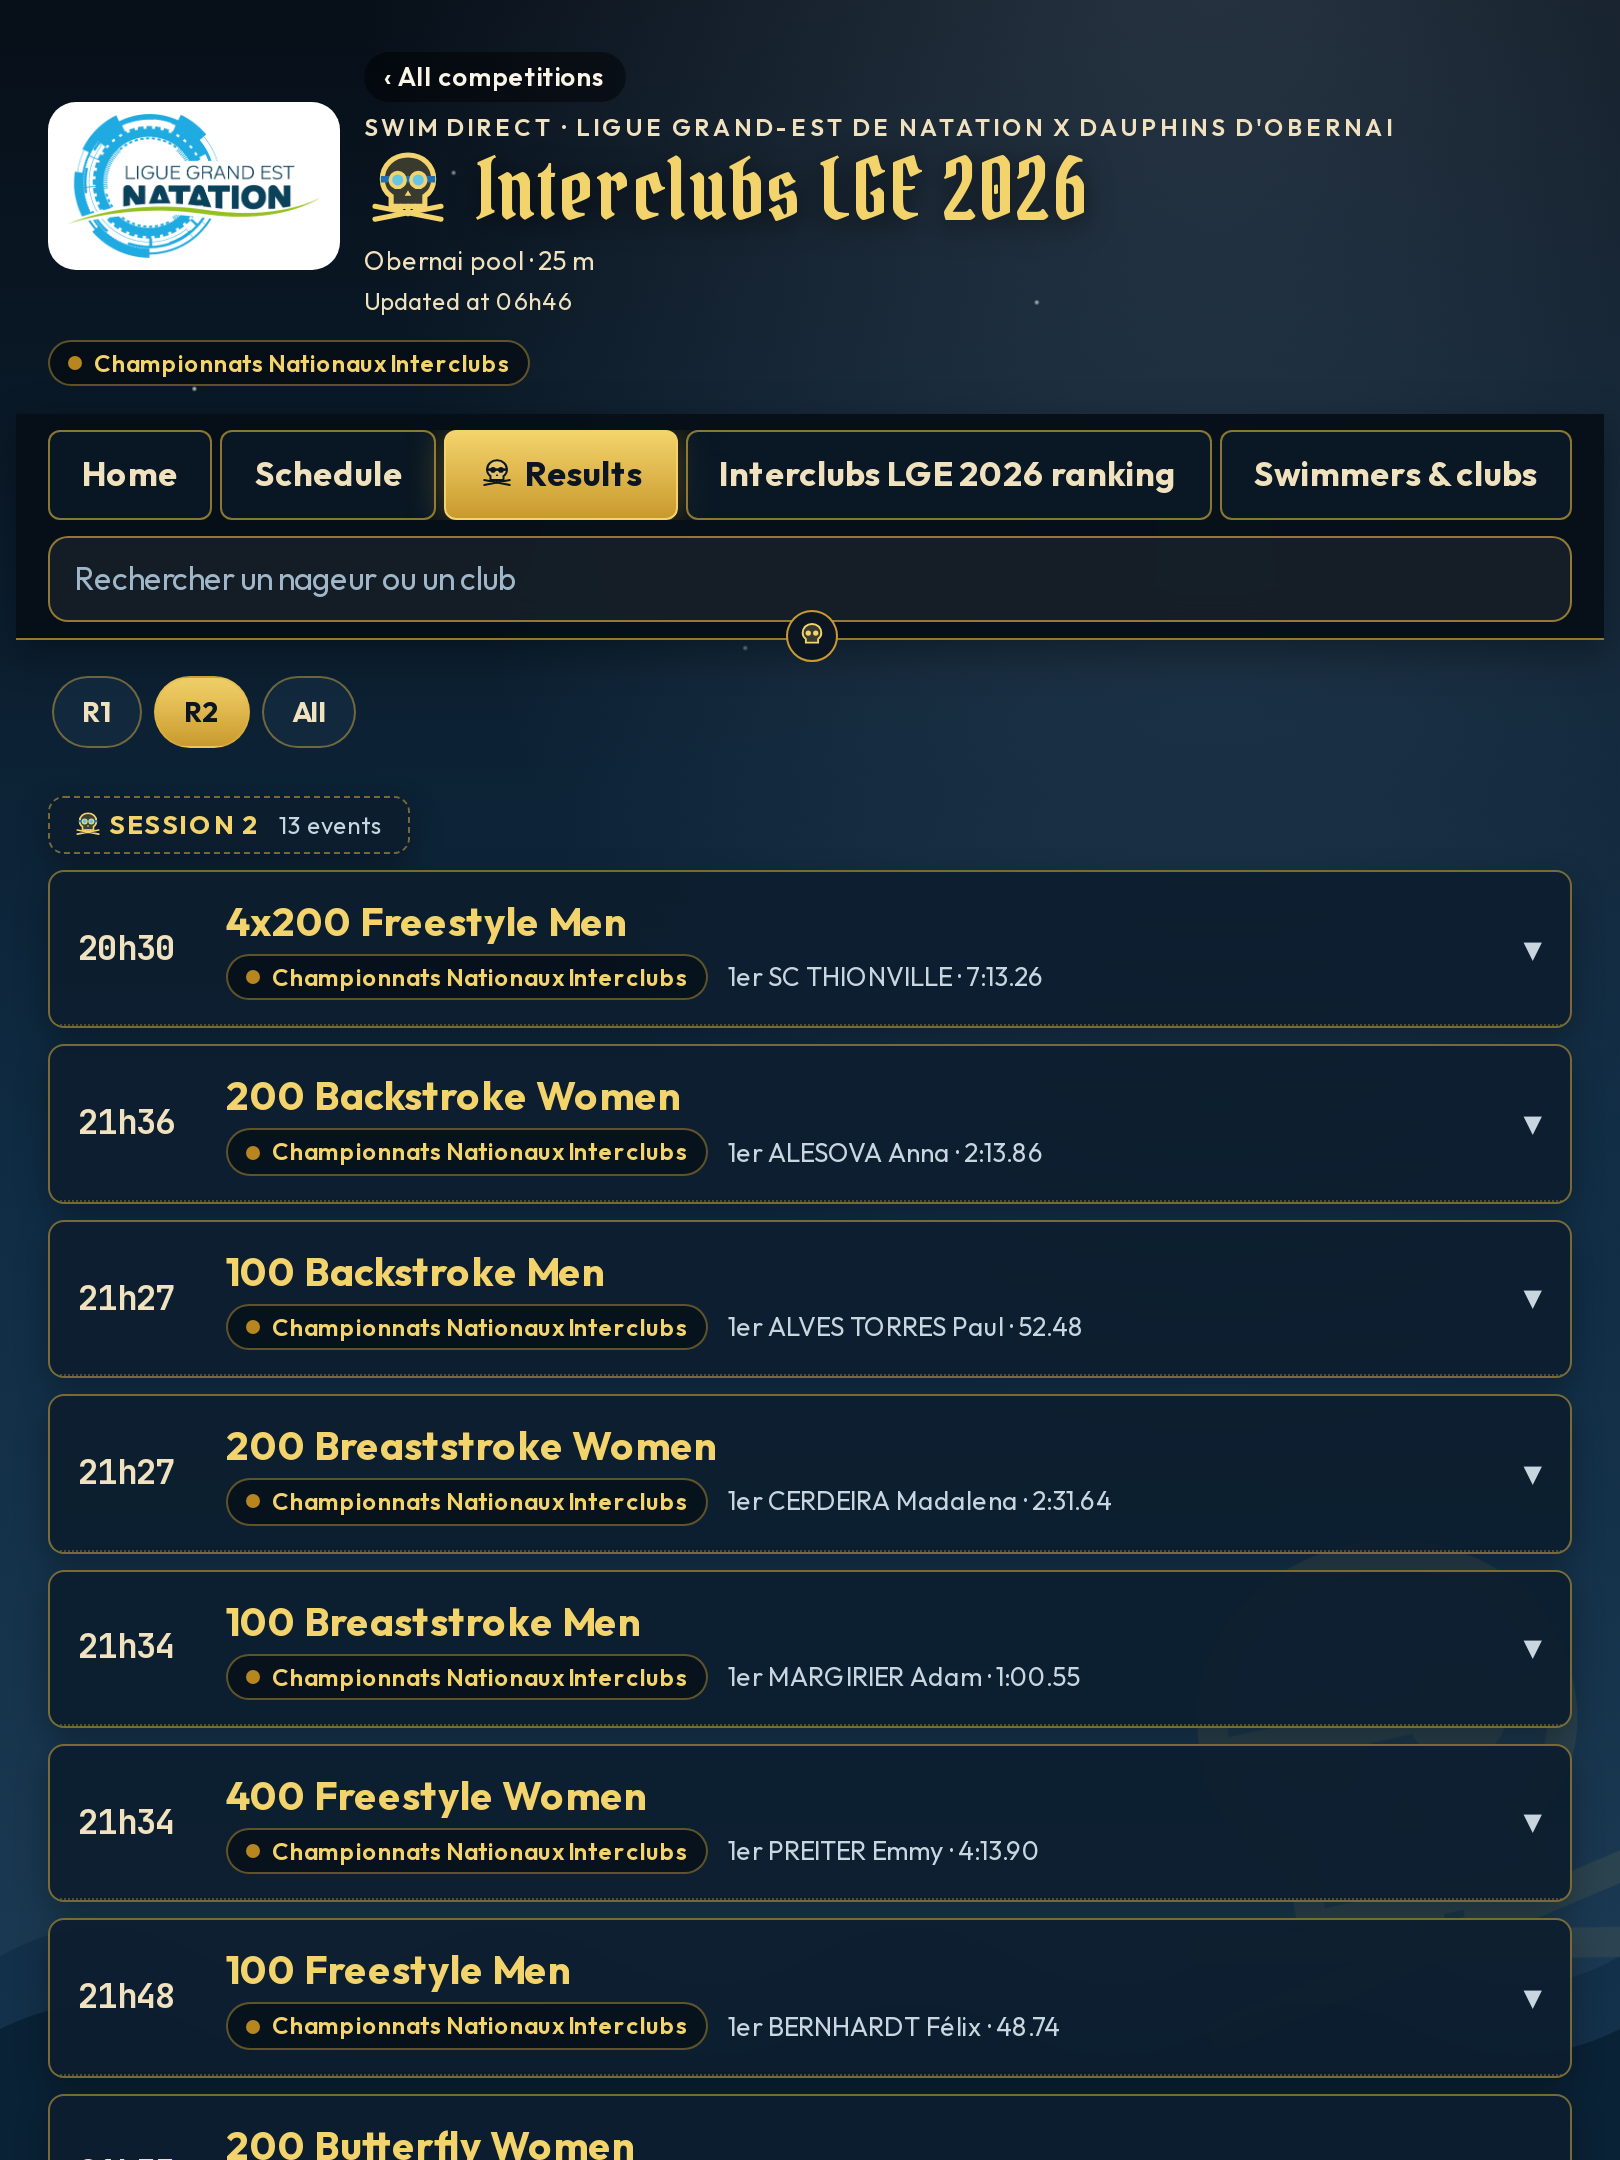 ‹ All competitions
SWIM DIRECT · LIGUE GRAND-EST DE NATATION X DAUPHINS D'OBERNAI
LIGUE GRAND EST
NATATION
Interclubs LGE 2026
Obernai pool · 25 m
Updated at 06h46
Championnats Nationaux Interclubs
Home
Schedule
Results
Interclubs LGE 2026 ranking
Swimmers & clubs
Rechercher un nageur ou un club
R1
R2
All
SESSION 2 13 events
4x200 Freestyle Men
20h30
Championnats Nationaux Interclubs 1er SC THIONVILLE · 7:13.26
▼
200 Backstroke Women
21h36
Championnats Nationaux Interclubs 1er ALESOVA Anna · 2:13.86
▼
100 Backstroke Men
21h27
Championnats Nationaux Interclubs 1er ALVES TORRES Paul · 52.48
▼
200 Breaststroke Women
21h27
Championnats Nationaux Interclubs 1er CERDEIRA Madalena · 2:31.64
▼
100 Breaststroke Men
21h34
Championnats Nationaux Interclubs 1er MARGIRIER Adam · 1:00.55
▼
400 Freestyle Women
21h34
Championnats Nationaux Interclubs 1er PREITER Emmy · 4:13.90
▼
100 Freestyle Men
21h48
Championnats Nationaux Interclubs 1er BERNHARDT Félix · 48.74
▼
200 Butterfly Women